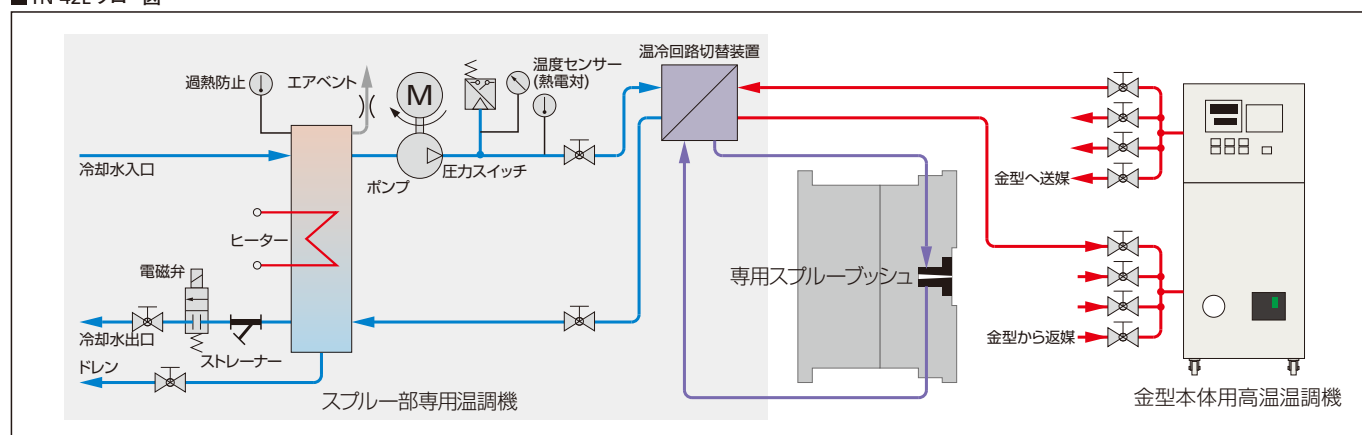 過熱防止
エアベント
M
温度センサー
(熱電対)
温冷回路切替装置
冷却水入口
ポンプ
圧力スイッチ
金型へ送媒
ヒーター
電磁弁
専用スプルーブッシュ
冷却水出口
ストレーナー
金型から返媒
ドレン
スプルー部専用温調機
金型本体用高温温調機